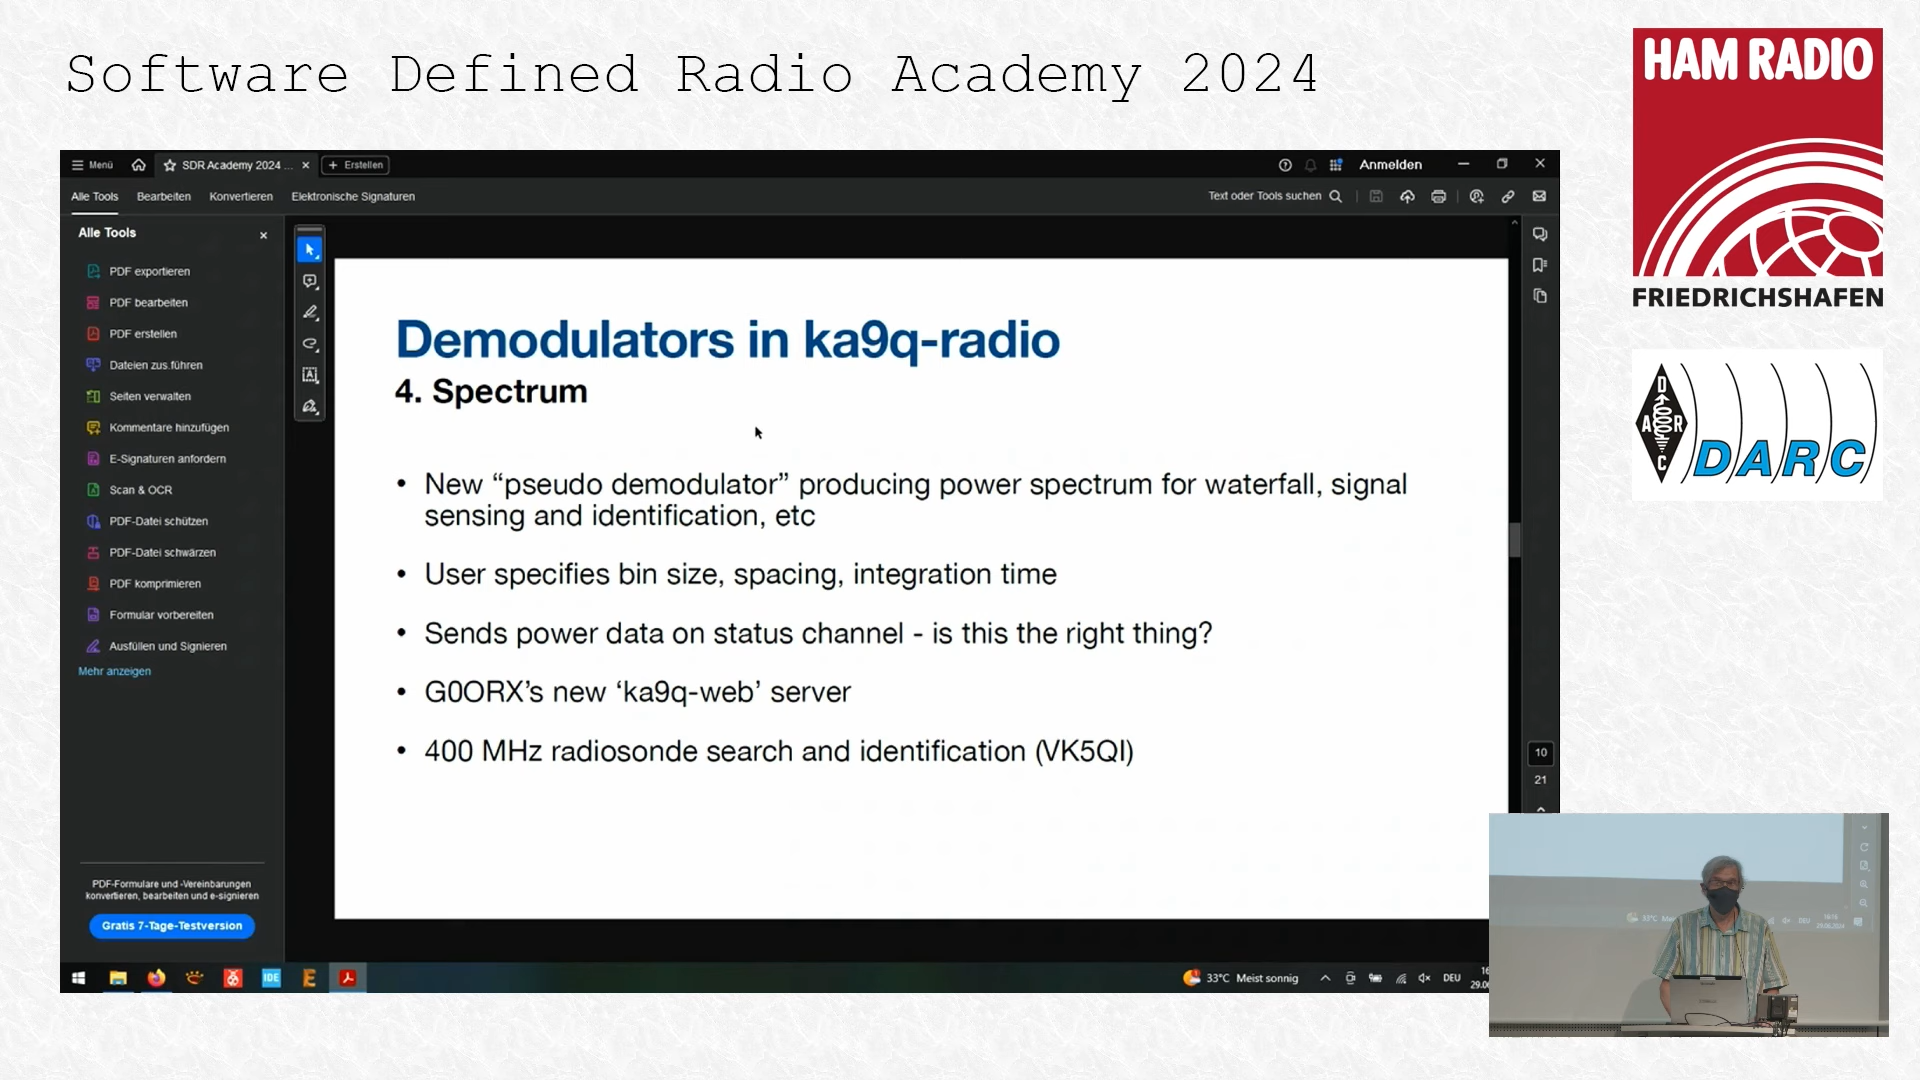 Software Defined Radio Academy 2024
HAM RADIO
FRIEDRICHSHAFEN
D
A R
C
DARC
Menü
SDR Academy 2024 ...
Erstellen
Anmelden
Alle Tools
Bearbeiten
Konvertieren
Elektronische Signaturen
Text oder Tools suchen
Alle Tools
PDF exportieren
PDF bearbeiten
PDF erstellen
Dateien zus.führen
Seiten verwalten
Kommentare hinzufügen
E-Signaturen anfordern
Scan & OCR
PDF-Datei schützen
PDF-Datei schwärzen
PDF komprimieren
Formular vorbereiten
Ausfüllen und Signieren
Mehr anzeigen
PDF-Formulare und -Vereinbarungen
konvertieren, bearbeiten und e-signieren
Gratis 7-Tage-Testversion
Demodulators in ka9q-radio
4. Spectrum
• New “pseudo demodulator” producing power spectrum for waterfall, signal
sensing and identification, etc
• User specifies bin size, spacing, integration time
• Sends power data on status channel - is this the right thing?
• G0ORX’s new ‘ka9q-web’ server
• 400 MHz radiosonde search and identification (VK5QI)
10
21
IDE
33°C Meist sonnig
DEU
33°C
DEU